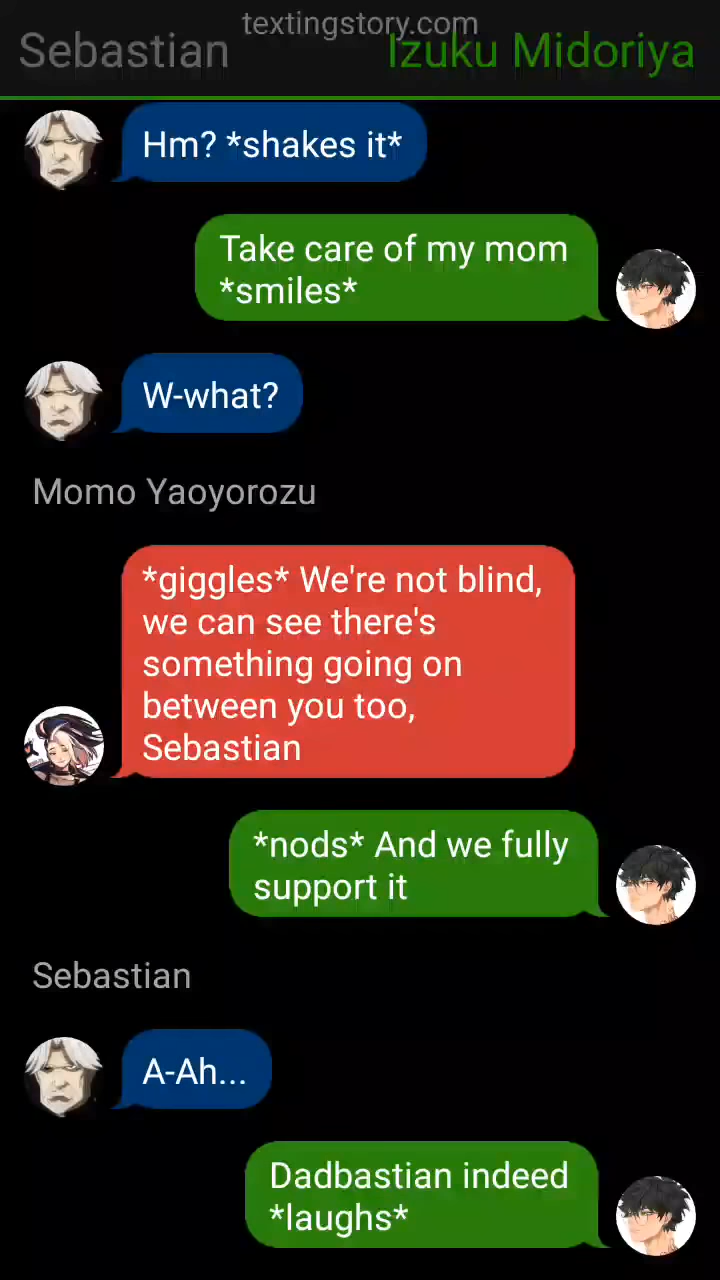 textingstory.com
Sebastian
Izuku Midoriya
Hm? *shakes it*
Take care of my mom
*smiles*
W-what?
Momo Yaoyorozu
*giggles* We're not blind,
we can see there's
something going on
between you too,
Sebastian
*nods* And we fully
support it
Sebastian
A-Ah...
Dadbastian indeed
*laughs*